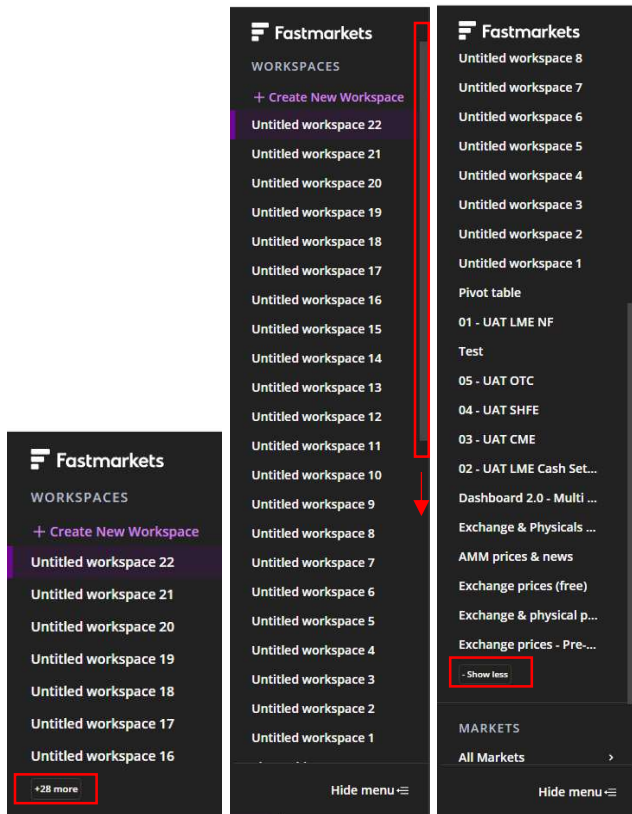 Fastmarkets
WORKSPACES
+ Create New Workspace
Untitled workspace 22
Untitled workspace 21
Untitled workspace 20
Untitled workspace 19
Untitled workspace 18
Untitled workspace 17
Untitled workspace 16
+28 more
Fastmarkets
WORKSPACES
+ Create New Workspace
Untitled workspace 22
Untitled workspace 21
Untitled workspace 20
Untitled workspace 19
Untitled workspace 18
Untitled workspace 17
Untitled workspace 16
Untitled workspace 15
Untitled workspace 14
Untitled workspace 13
Untitled workspace 12
Untitled workspace 11
Untitled workspace 10
Untitled workspace 9
Untitled workspace 8
Untitled workspace 7
Untitled workspace 6
Untitled workspace 5
Untitled workspace 4
Untitled workspace 3
Untitled workspace 2
Untitled workspace 1
Hide menu
Fastmarkets
Untitled workspace 8
Untitled workspace 7
Untitled workspace 6
Untitled workspace 5
Untitled workspace 4
Untitled workspace 3
Untitled workspace 2
Untitled workspace 1
Pivot table
01 - UAT LME NF
Test
05 - UAT OTC
04 - UAT SHFE
03 - UAT CME
02 - UAT LME Cash Set...
Dashboard 2.0 - Multi ...
Exchange & Physicals ...
AMM prices & news
Exchange prices (free)
Exchange & physical p...
Exchange prices - Pre-...
- Show less
MARKETS
All Markets >
Hide menu